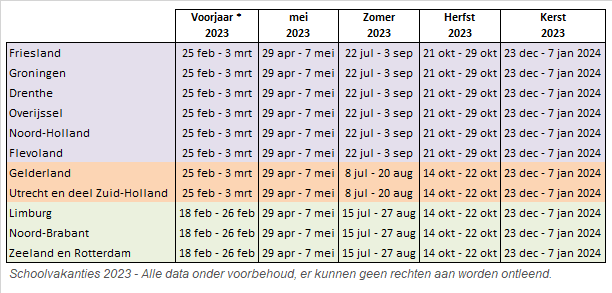 Voorjaar * 2023 mei 2023 Zomer 2023 Herfst 2023 Kerst 2023
Friesland 25 feb - 3 mrt 29 apr - 7 mei 22 jul - 3 sep 21 okt - 29 okt 23 dec - 7 jan 2024
Groningen 25 feb - 3 mrt 29 apr - 7 mei 22 jul - 3 sep 21 okt - 29 okt 23 dec - 7 jan 2024
Drenthe 25 feb - 3 mrt 29 apr - 7 mei 22 jul - 3 sep 21 okt - 29 okt 23 dec - 7 jan 2024
Overijssel 25 feb - 3 mrt 29 apr - 7 mei 22 jul - 3 sep 21 okt - 29 okt 23 dec - 7 jan 2024
Noord-Holland 25 feb - 3 mrt 29 apr - 7 mei 22 jul - 3 sep 21 okt - 29 okt 23 dec - 7 jan 2024
Flevoland 25 feb - 3 mrt 29 apr - 7 mei 22 jul - 3 sep 21 okt - 29 okt 23 dec - 7 jan 2024
Gelderland 25 feb - 3 mrt 29 apr - 7 mei 8 jul - 20 aug 14 okt - 22 okt 23 dec - 7 jan 2024
Utrecht en deel Zuid-Holland 25 feb - 3 mrt 29 apr - 7 mei 8 jul - 20 aug 14 okt - 22 okt 23 dec - 7 jan 2024
Limburg 18 feb - 26 feb 29 apr - 7 mei 15 jul - 27 aug 14 okt - 22 okt 23 dec - 7 jan 2024
Noord-Brabant 18 feb - 26 feb 29 apr - 7 mei 15 jul - 27 aug 14 okt - 22 okt 23 dec - 7 jan 2024
Zeeland en Rotterdam 18 feb - 26 feb 29 apr - 7 mei 15 jul - 27 aug 14 okt - 22 okt 23 dec - 7 jan 2024
Schoolvakanties 2023 - Alle data onder voorbehoud, er kunnen geen rechten aan worden ontleend.